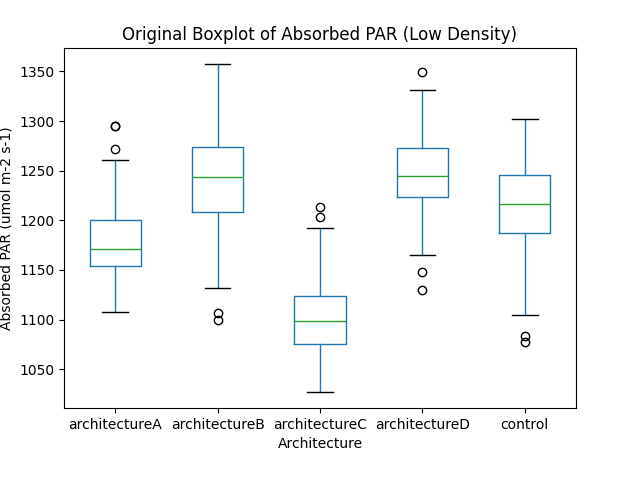 Original Boxplot of Absorbed PAR (Low Density)
Absorbed PAR (umol m-2 s-1)
1350
1300
1250
1200
1150
1100
1050
architectureA architectureB architectureC architectureD control
Architecture